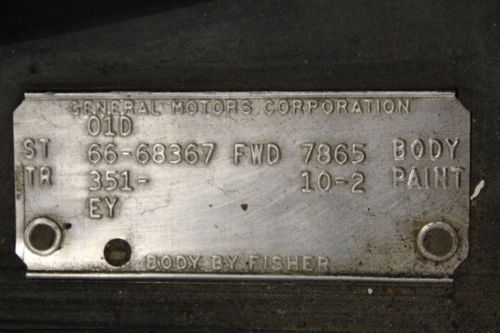 GENERAL MOTORS CORPORATION
01D
ST 66-68367 FWD 7865 BODY
TR 351- 10-2 PAINT
EY
BODY BY FISHER